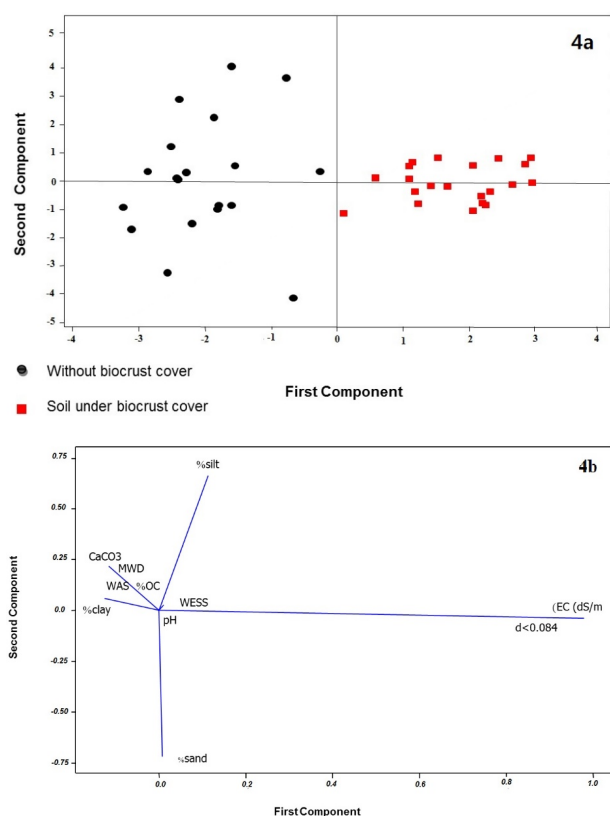 4a
5
4
3
2
1
0
-1
-2
-3
-4
-5
Second Component
-4 -3 -2 -1 0 1 2 3 4
First Component
Without biocrust cover
Soil under biocrust cover
4b
0.75
0.50
0.25
0.0
-0.25
-0.50
-0.75
Second Component
%silt
CaCO3
MWD
WAS %OC
WESS
%clay
pH
(EC (dS/m
d<0.084
%sand
0.0 0.2 0.4 0.6 0.8 1.0
First Component